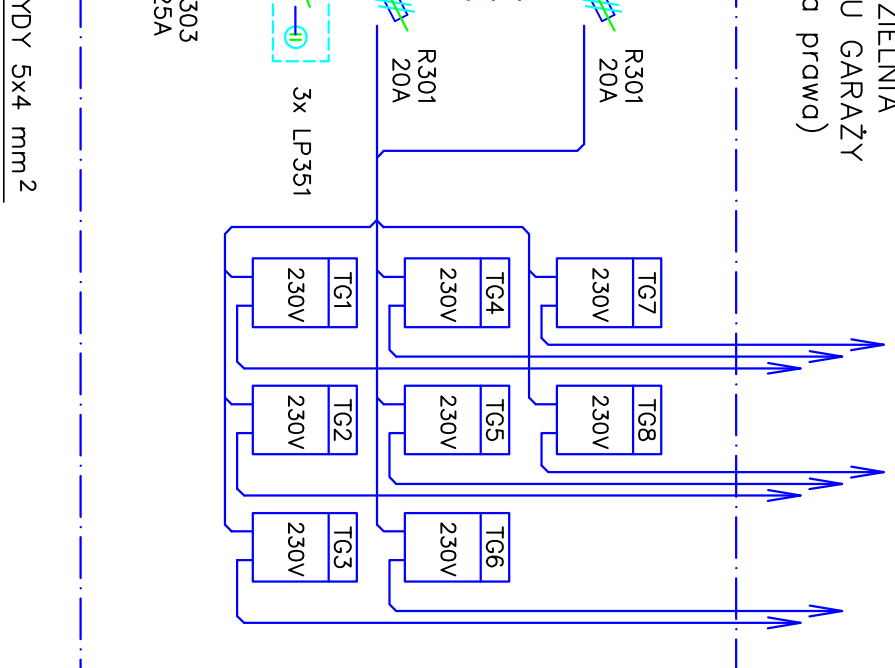 ZIELNIA
U GARAŻY
a prawa)
R301
20A
R301
20A
3x LP351
303
25A
YDY 5x4 mm²
TG7
230V
TG8
230V
TG4
230V
TG5
230V
TG6
230V
TG1
230V
TG2
230V
TG3
230V